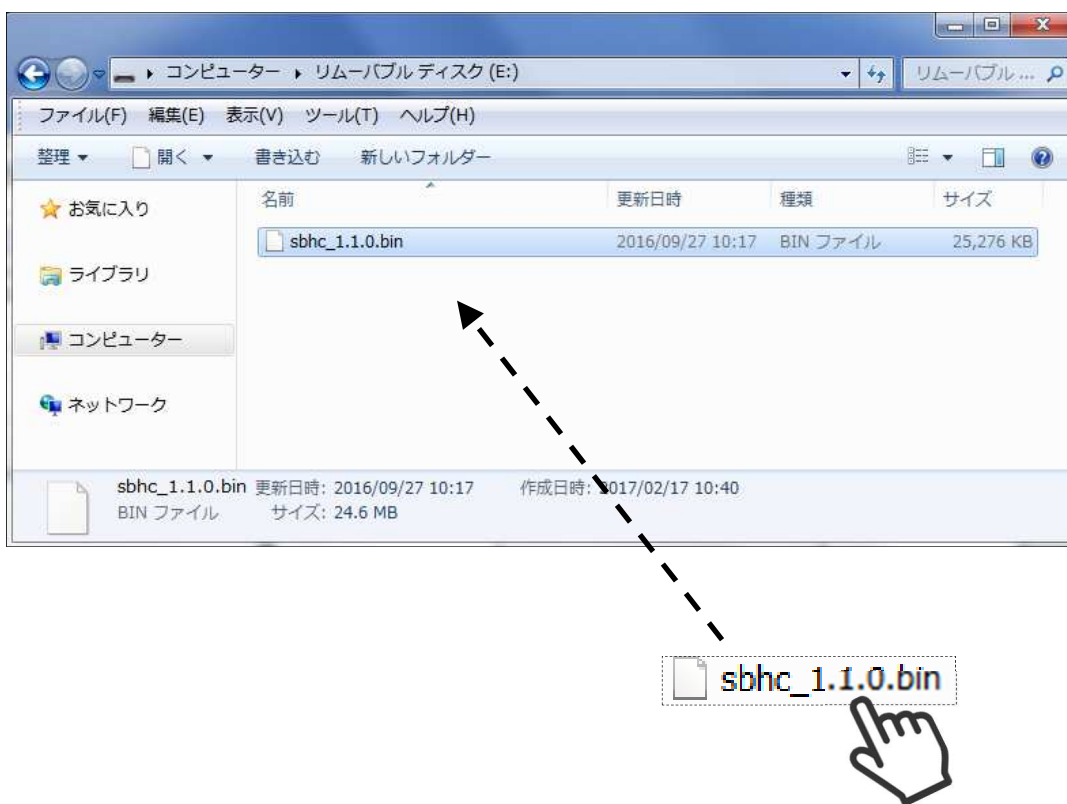 コンピューター ▸ リムーバブル ディスク (E:) リムーバブル ...
ファイル(F) 編集(E) 表示(V) ツール(T) ヘルプ(H)
整理 ▼ 開く ▼ 書き込む 新しいフォルダー
お気に入り
ライブラリ
コンピューター
ネットワーク
名前 更新日時 種類 サイズ
sbhc_1.1.0.bin 2016/09/27 10:17 BIN ファイル 25,276 KB
sbhc_1.1.0.bin 更新日時: 2016/09/27 10:17 作成日時: 2017/02/17 10:40
BIN ファイル サイズ: 24.6 MB
sbhc_1.1.0.bin